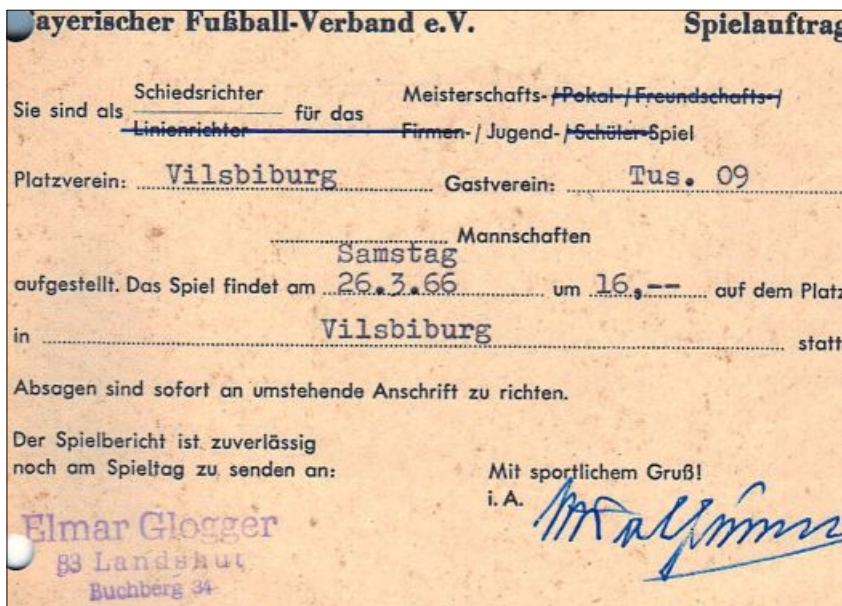 ayerischer Fußball-Verband e.V. Spielauftrag
Sie sind als Schiedsrichter für das Meisterschafts- /Pokal-/Freundschafts-/
Linienrichter Firmen-/Jugend-/Schüler-Spiel
Platzverein: Vilsbiburg Gastverein: Tus. 09
Mannschaften
Samstag
aufgestellt. Das Spiel findet am 26.3.66 um 16,-- auf dem Platz
in Vilsbiburg statt
Absagen sind sofort an umstehende Anschrift zu richten.
Der Spielbericht ist zuverlässig
noch am Spieltag zu senden an:
Mit sportlichem Gruß!
i. A.
Elmar Glogger
83 Landshut
Buchberg 34